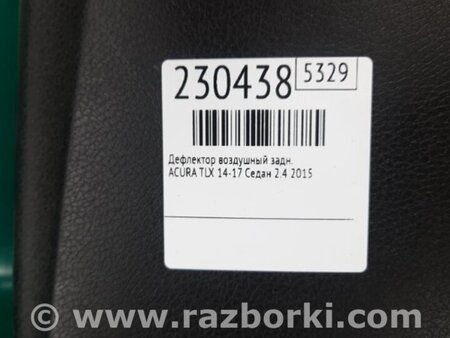 230438 5329
Дефлектор воздушный задн.
ACURA TLX 14-17 Седан 2.4 2015
© www.razborki.com